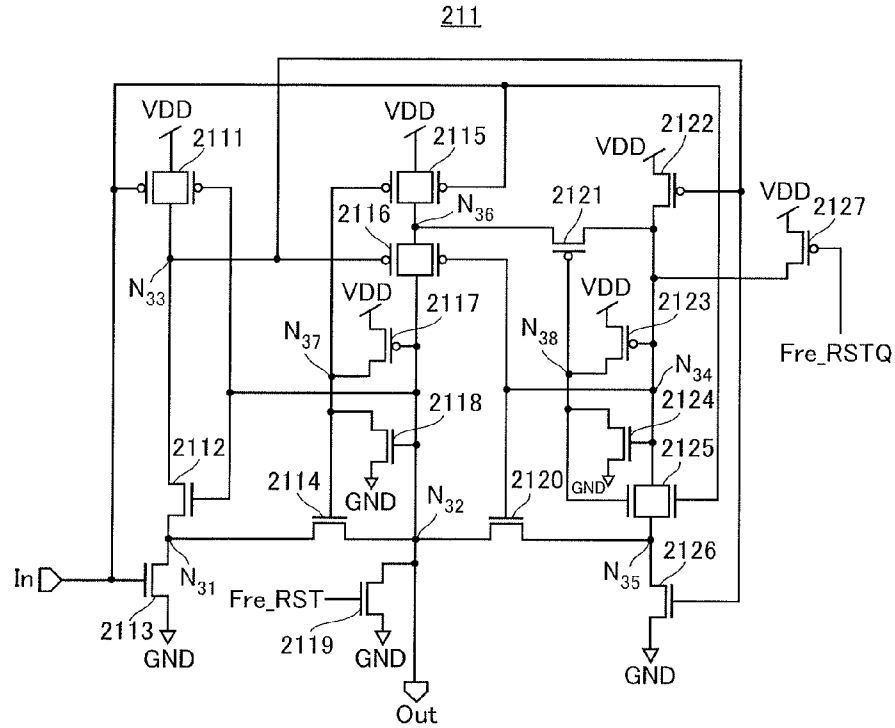 211
VDD
2111
VDD
2115
VDD
2122
2121
VDD
2127
2116
N36
N33
VDD
2117
VDD
2123
N37
N38
N34
Fre_RSTQ
2118
2124
2112
2114
GND
2120
GND
2125
N32
In
N31
Fre_RST
N35
2126
2113
GND
2119
GND
GND
Out